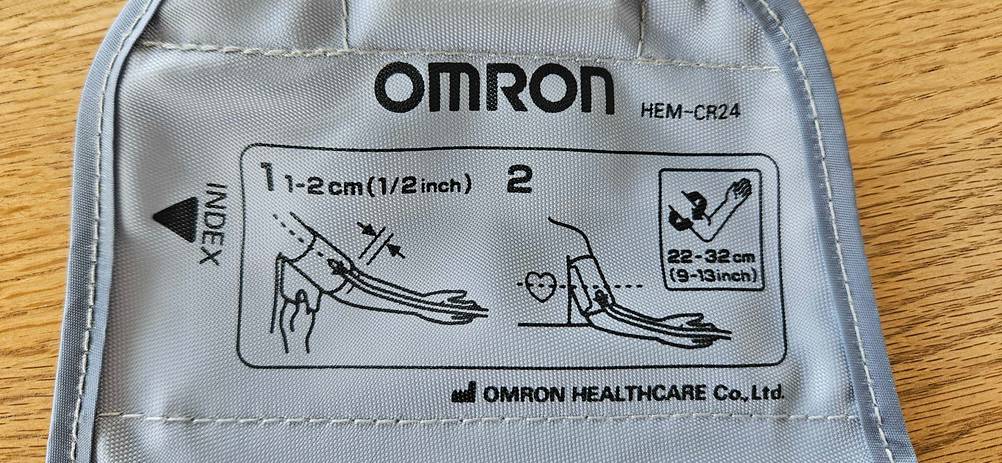 OMRON HEM-CR24
INDEX
1 1-2cm(1/2inch) 2
22-32cm
(9-13inch)
OMRON HEALTHCARE Co.,Ltd.